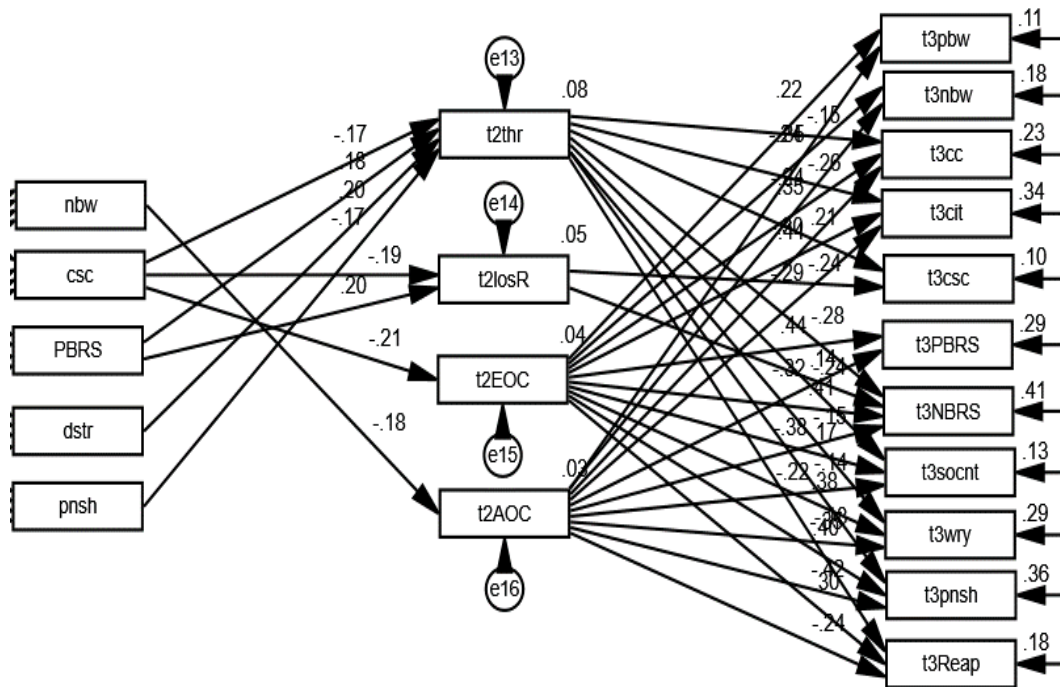 nbw
csc
PBRS
dstr
pnsh
-.17
.18
.20
-.17
-.19
.20
-.21
-.18
e13
.08
t2thr
e14
.05
t2losR
.04
t2EOC
e15
.03
t2AOC
e16
.22
-.15
-.26
.35
.21
-.24
-.29
.44
-.28
.14
-.24
-.32
.41
-.15
-.38
.17
-.14
-.22
.38
.40
-.42
.30
-.24
.11
t3pbw
.18
t3nbw
.23
t3cc
.34
t3cit
.10
t3csc
.29
t3PBRS
.41
t3NBRS
.13
t3socnt
.29
t3wry
.36
t3pnsh
.18
t3Reap